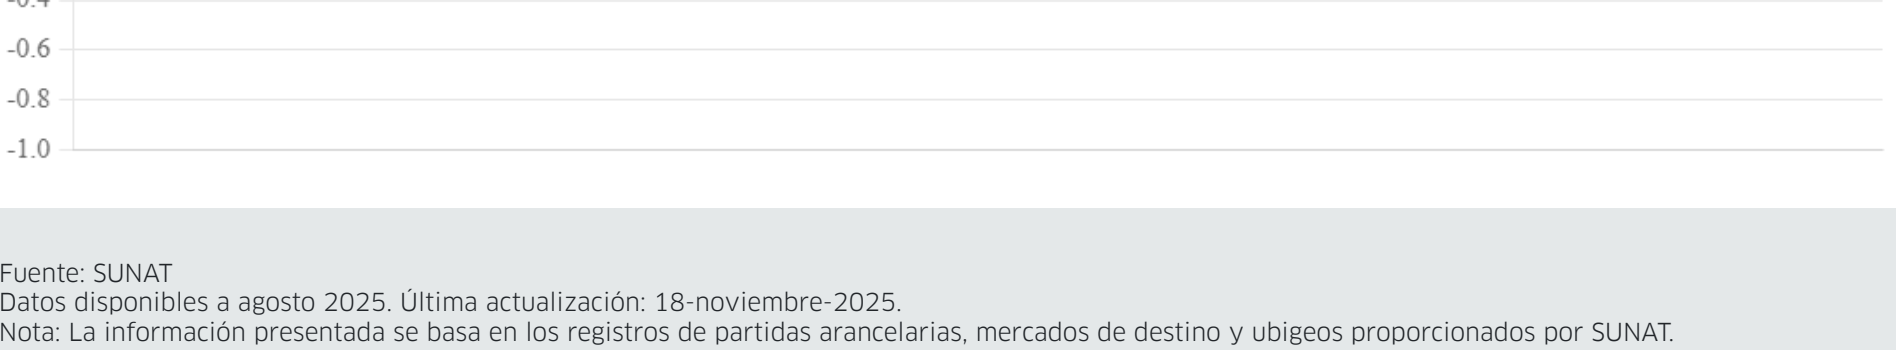 -0.4
-0.6
-0.8
-1.0
Fuente: SUNAT
Datos disponibles a agosto 2025. Última actualización: 18-noviembre-2025.
Nota: La información presentada se basa en los registros de partidas arancelarias, mercados de destino y ubigeos proporcionados por SUNAT.